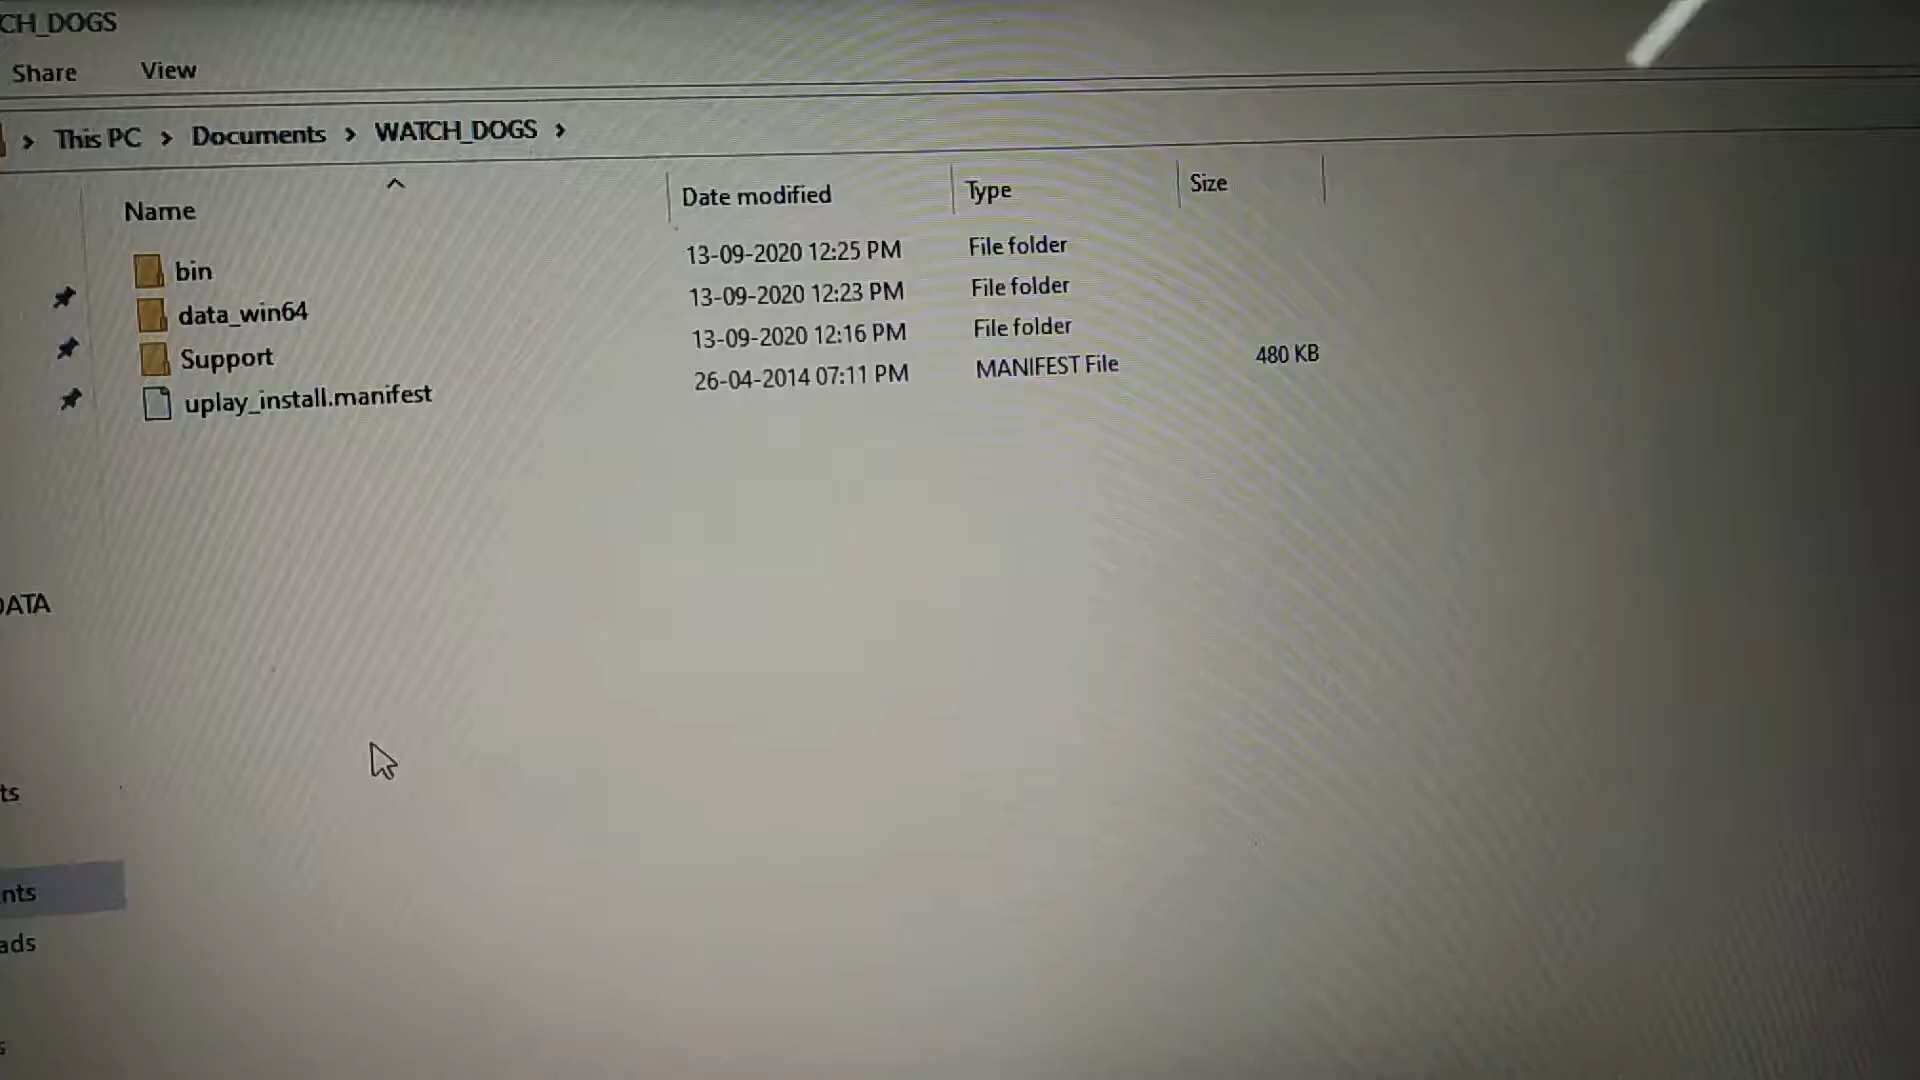 CH_DOGS
Share View
> This PC > Documents > WATCH_DOGS >
Name Date modified Type Size
bin 13-09-2020 12:25 PM File folder
data_win64 13-09-2020 12:23 PM File folder
Support 13-09-2020 12:16 PM File folder
uplay_install.manifest 26-04-2014 07:11 PM MANIFEST File 480 KB
DATA
ts
nts
ads
s